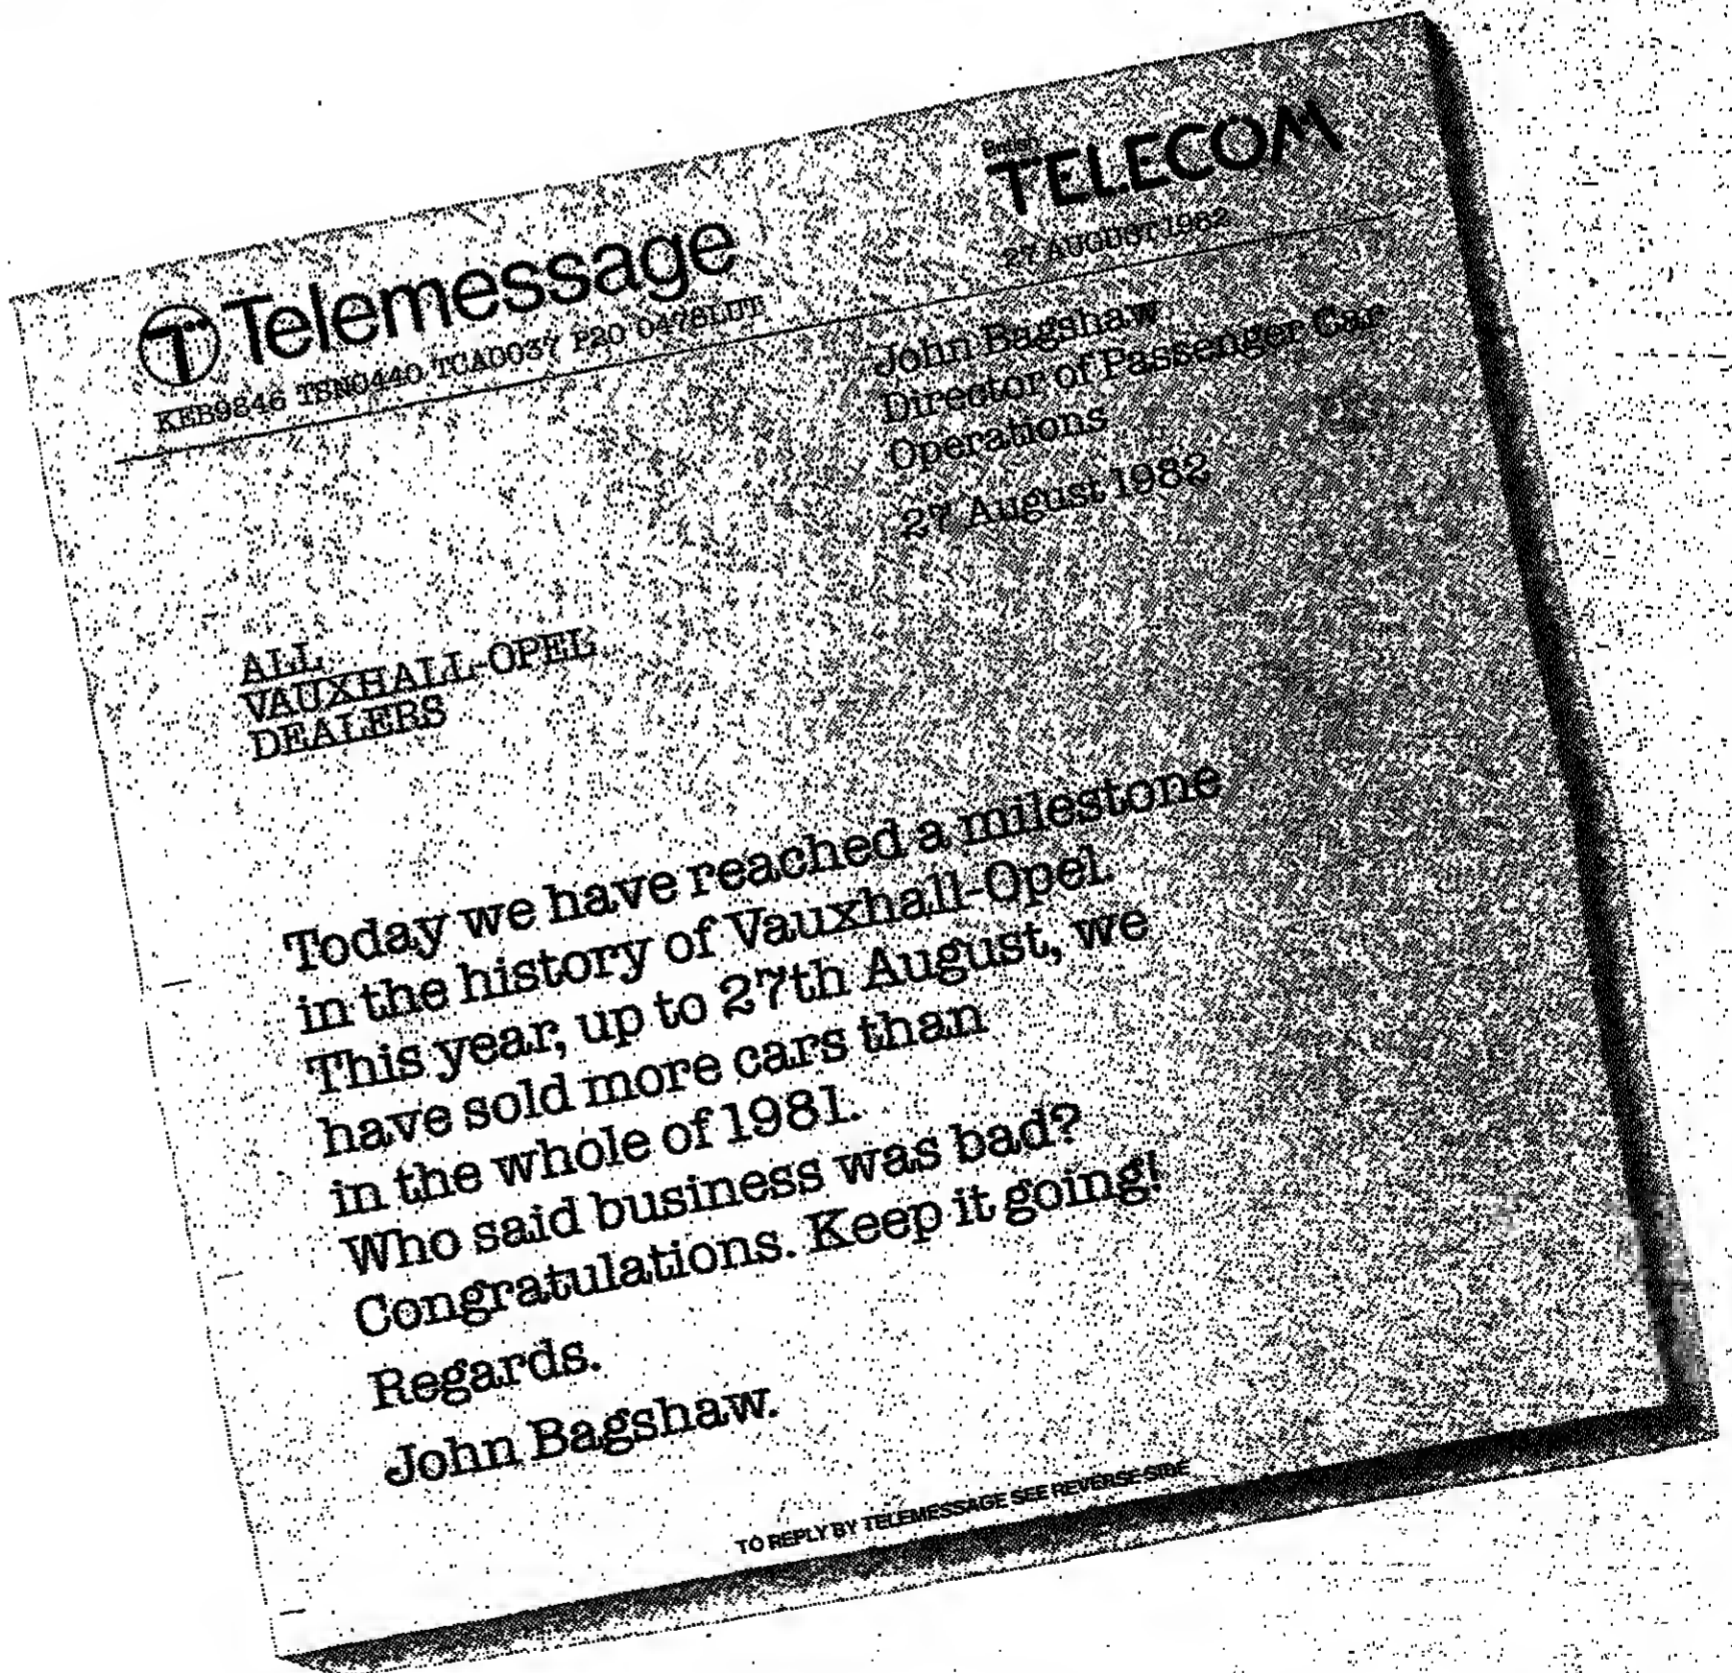 British
TELECOM
Telemessage
27 AUGUST 1982
KEB9846 TSN0440 TCA0037 P20 0478LUT
John Bagshaw
Director of Passenger Car
Operations
27 August 1982
ALL
VAUXHALL-OPEL
DEALERS
Today we have reached a milestone
in the history of Vauxhall-Opel.
This year, up to 27th August, we
have sold more cars than
in the whole of 1981.
Who said business was bad?
Congratulations. Keep it going!
Regards.
John Bagshaw.
TO REPLY BY TELEMESSAGE SEE REVERSE SIDE